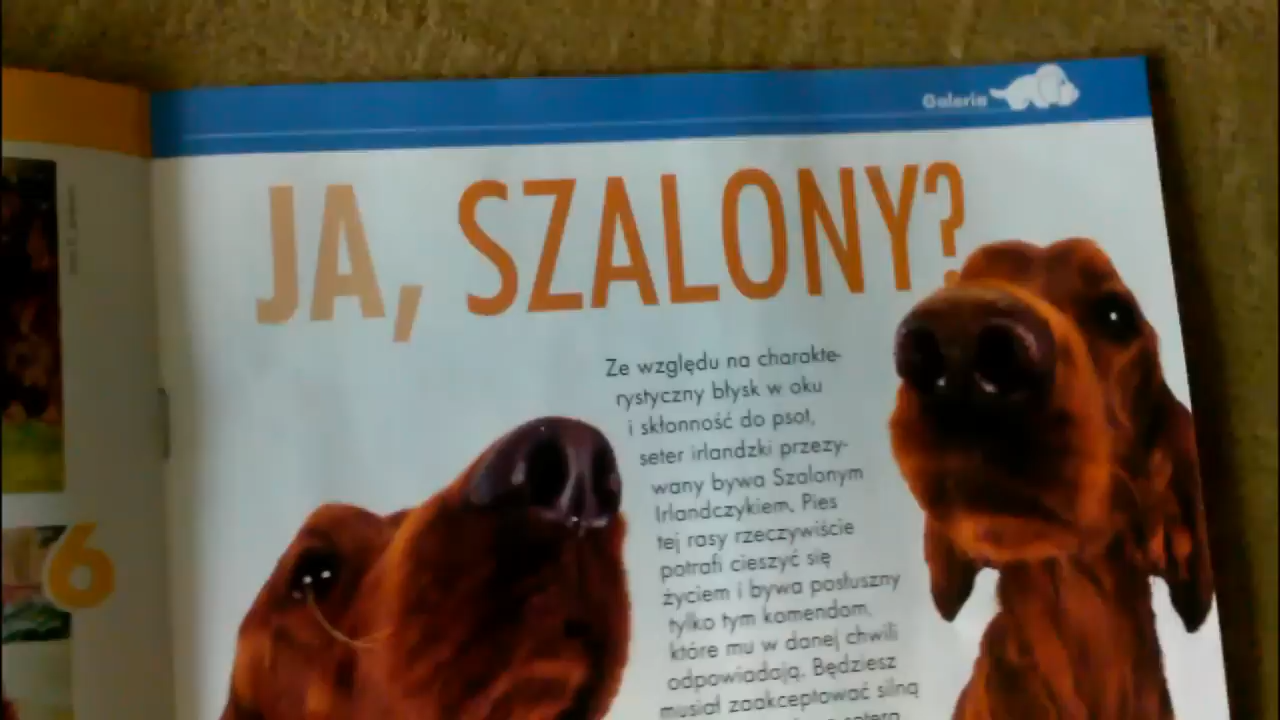 Galeria
JA, SZALONY?
Ze względu na charakte-
rystyczny błysk w oku
i skłonność do psot,
seter irlandzki przezy-
wany bywa Szalonym
Irlandczykiem. Pies
tej rasy rzeczywiście
potrafi cieszyć się
życiem i bywa posłuszny
tylko tym komendom,
które mu w danej chwili
odpowiadają. Będziesz
musiał zaakceptować silną
6